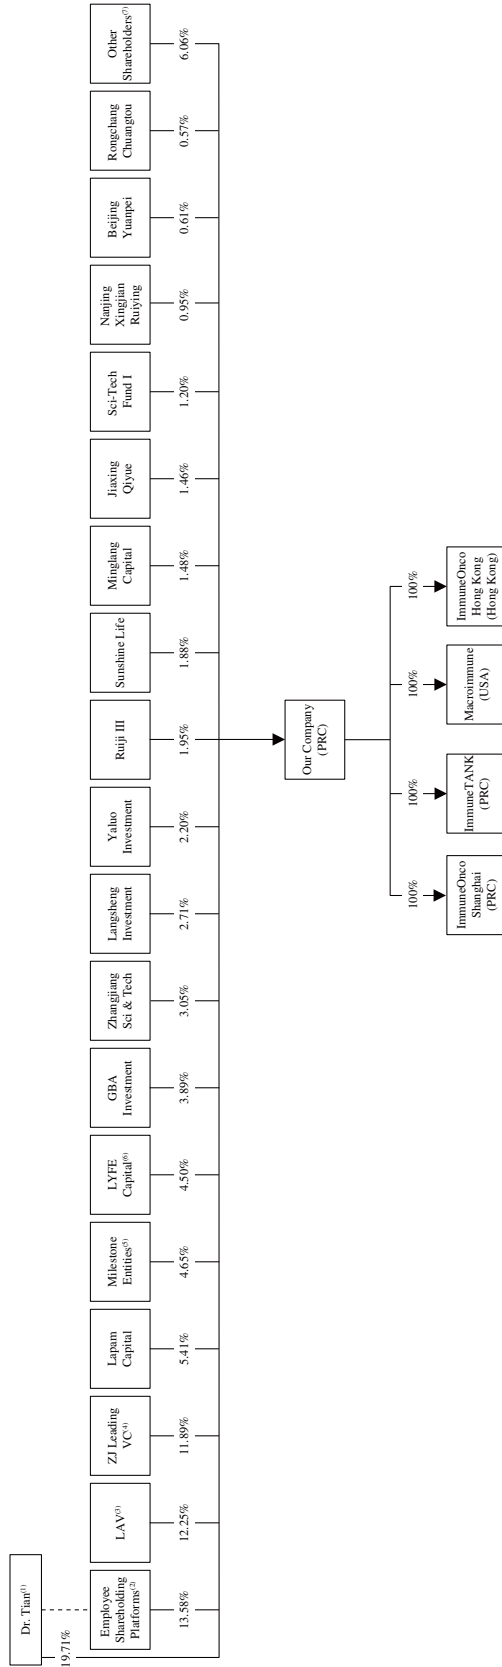 Dr. Tian(1)
19.71%
Employee
Shareholding
Platforms(2)
13.58%
LAV(3)
12.25%
ZJ Leading
VC(4)
11.89%
Lapam
Capital
5.41%
Milestone
Entities(5)
4.65%
LYFE
Capital(6)
4.50%
GBA
Investment
3.89%
Zhangjiang
Sci & Tech
3.05%
Langsheng
Investment
2.71%
Yaluo
Investment
2.20%
Ruiji III
1.95%
Sunshine Life
1.88%
Minglang
Capital
1.48%
Jiaxing
Qiyue
1.46%
Sci-Tech
Fund I
1.20%
Nanjing
Xingjian
Ruiying
0.95%
Beijing
Yuanpei
0.61%
Rongchang
Chuangtou
0.57%
Other
Shareholders(7)
6.06%
Our Company
(PRC)
100%
ImmuneOnco
Shanghai
(PRC)
100%
ImmuneTANK
(PRC)
100%
Macroimmune
(USA)
100%
ImmuneOnco
Hong Kong
(Hong Kong)